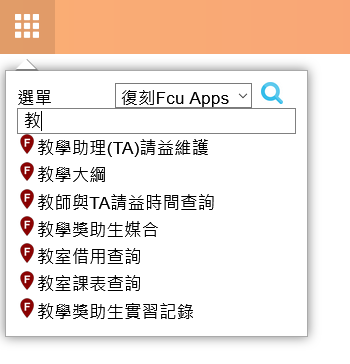 選單 復刻Fcu Apps
教
教學助理(TA)請益維護
教學大綱
教師與TA請益時間查詢
教學獎助生媒合
教室借用查詢
教室課表查詢
教學獎助生實習記錄